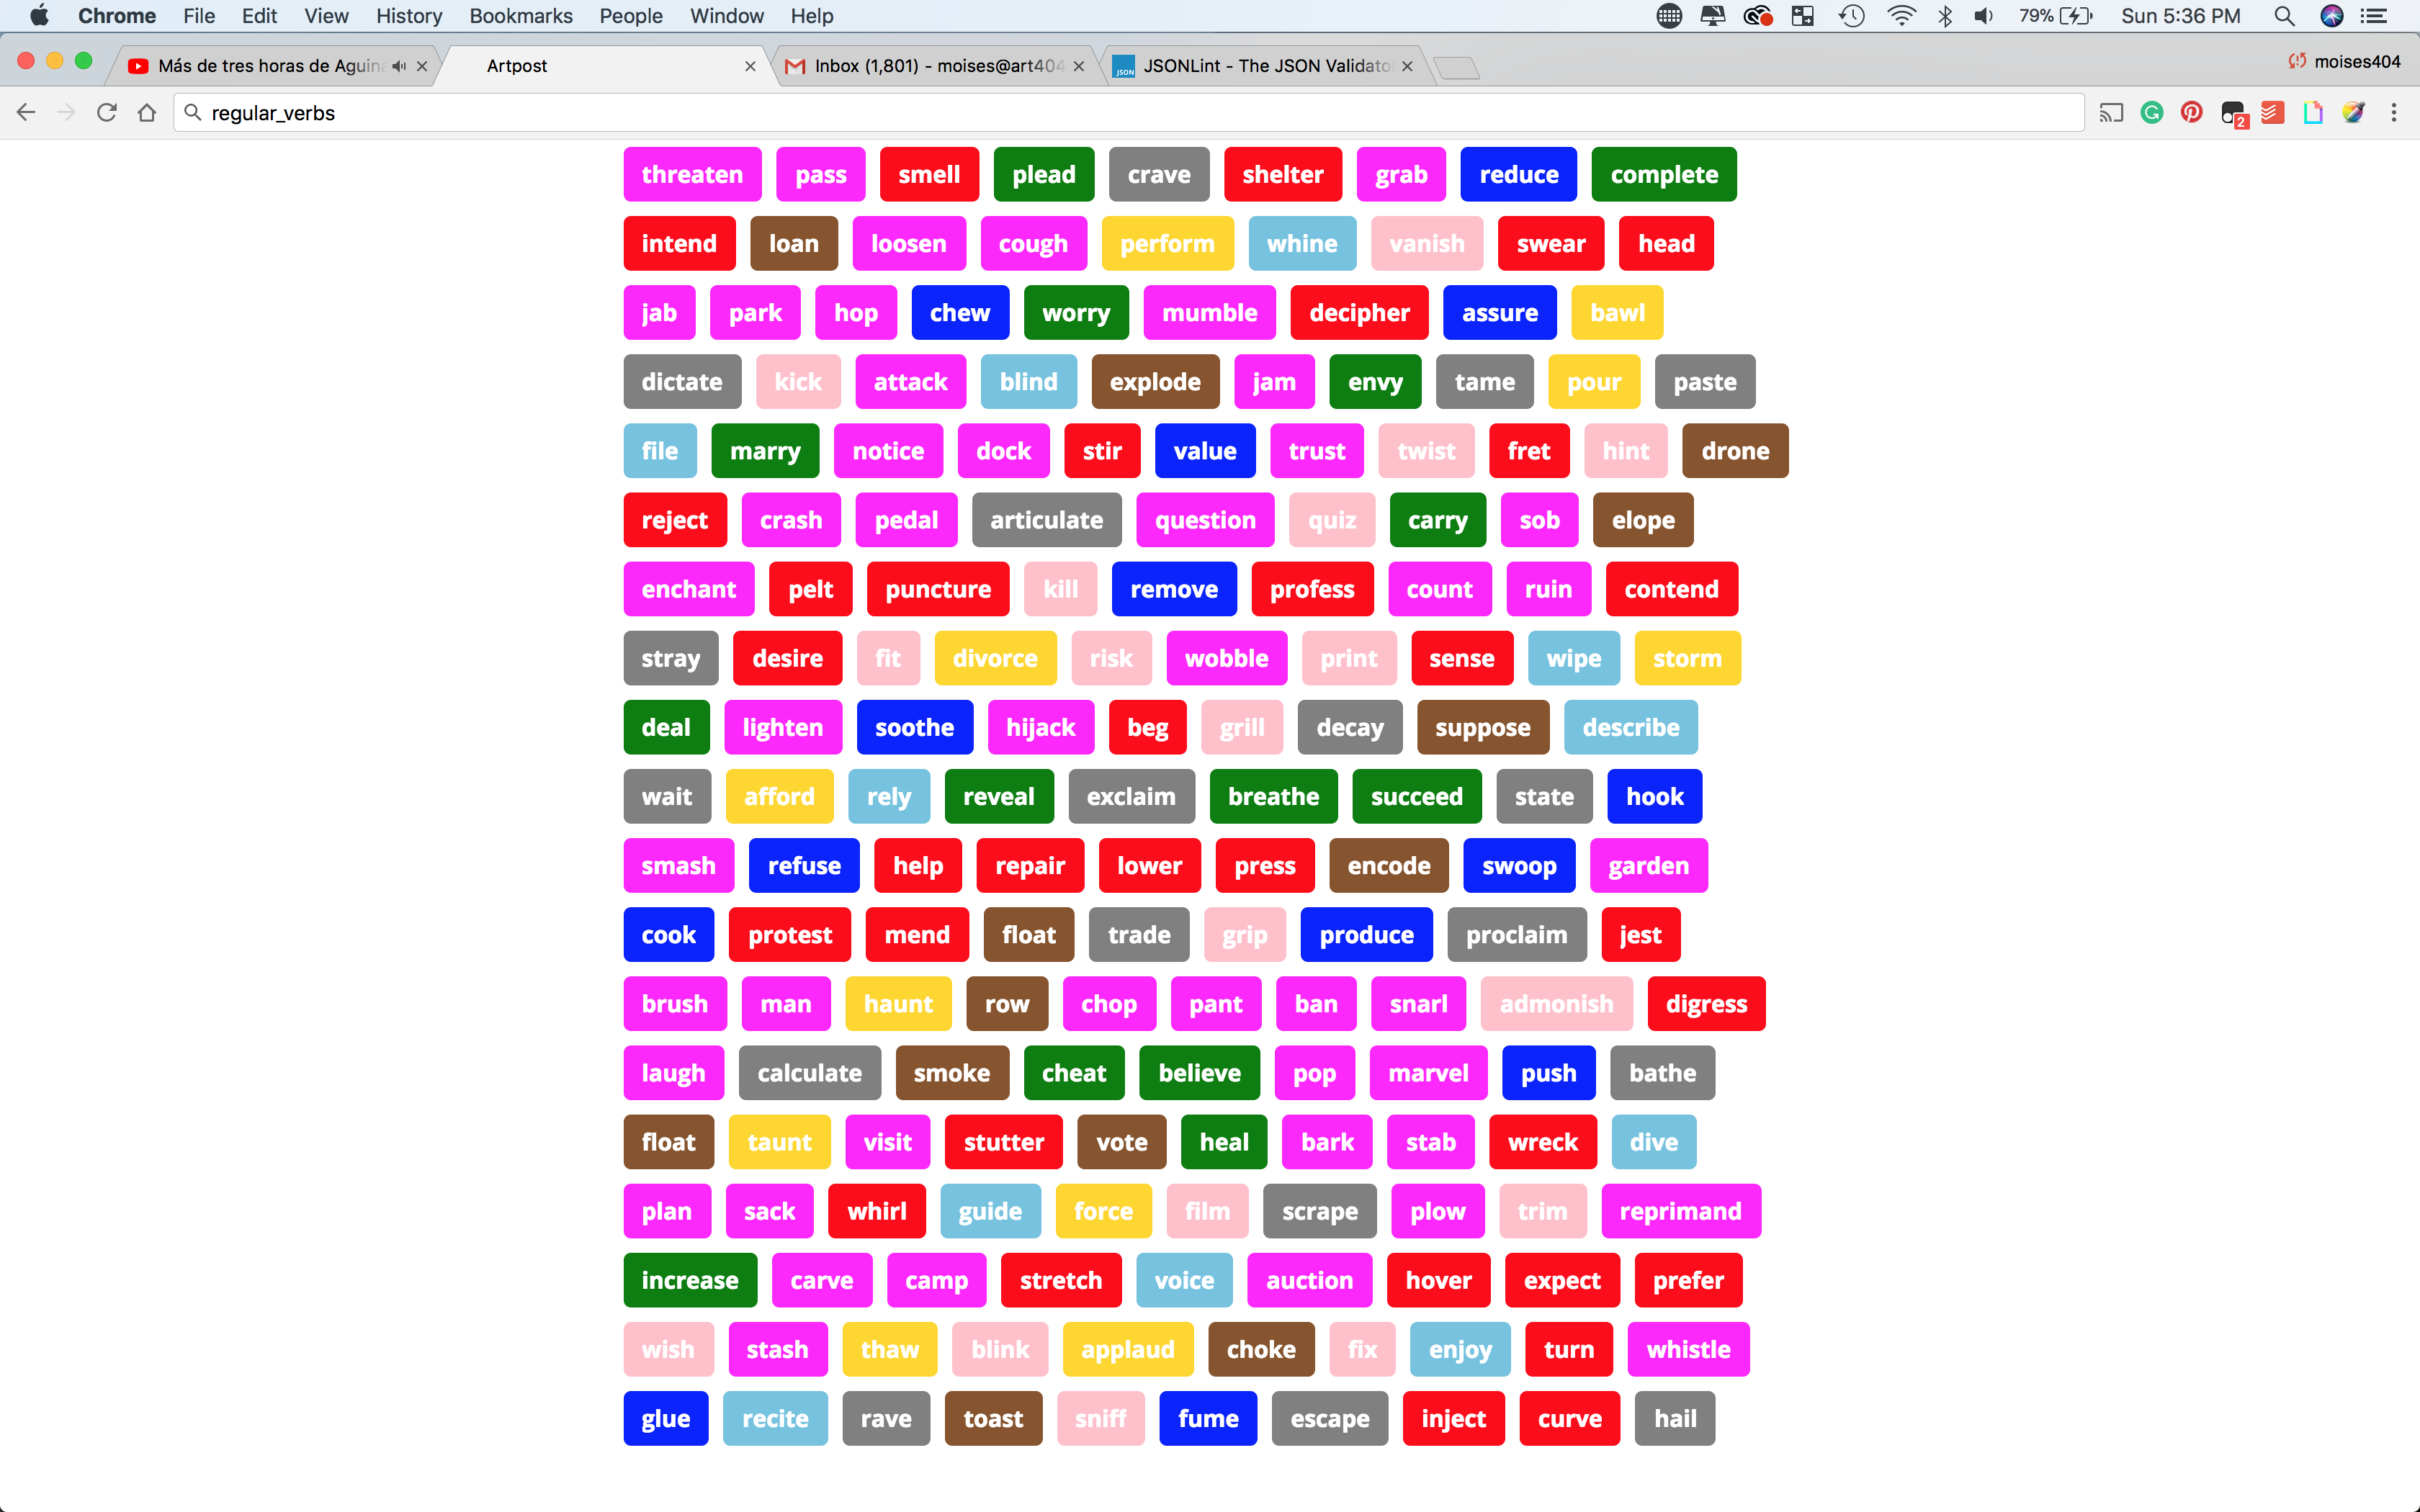 Chrome File Edit View History Bookmarks People Window Help 79% Sun 5:36 PM
Más de tres horas de Aguina Artpost Inbox (1,801) - moises@art404 JSON JSONLint - The JSON Validator moises404
regular_verbs 2
threaten pass smell plead crave shelter grab reduce complete
intend loan loosen cough perform whine vanish swear head
jab park hop chew worry mumble decipher assure bawl
dictate kick attack blind explode jam envy tame pour paste
file marry notice dock stir value trust twist fret hint drone
reject crash pedal articulate question quiz carry sob elope
enchant pelt puncture kill remove profess count ruin contend
stray desire fit divorce risk wobble print sense wipe storm
deal lighten soothe hijack beg grill decay suppose describe
wait afford rely reveal exclaim breathe succeed state hook
smash refuse help repair lower press encode swoop garden
cook protest mend float trade grip produce proclaim jest
brush man haunt row chop pant ban snarl admonish digress
laugh calculate smoke cheat believe pop marvel push bathe
float taunt visit stutter vote heal bark stab wreck dive
plan sack whirl guide force film scrape plow trim reprimand
increase carve camp stretch voice auction hover expect prefer
wish stash thaw blink applaud choke fix enjoy turn whistle
glue recite rave toast sniff fume escape inject curve hail